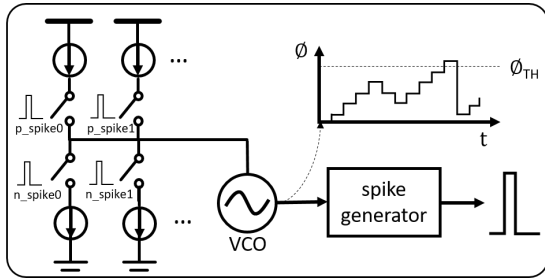 ...
Ø
Ø_TH
p_spike0
p_spike1
t
n_spike0
n_spike1
...
VCO
spike
generator